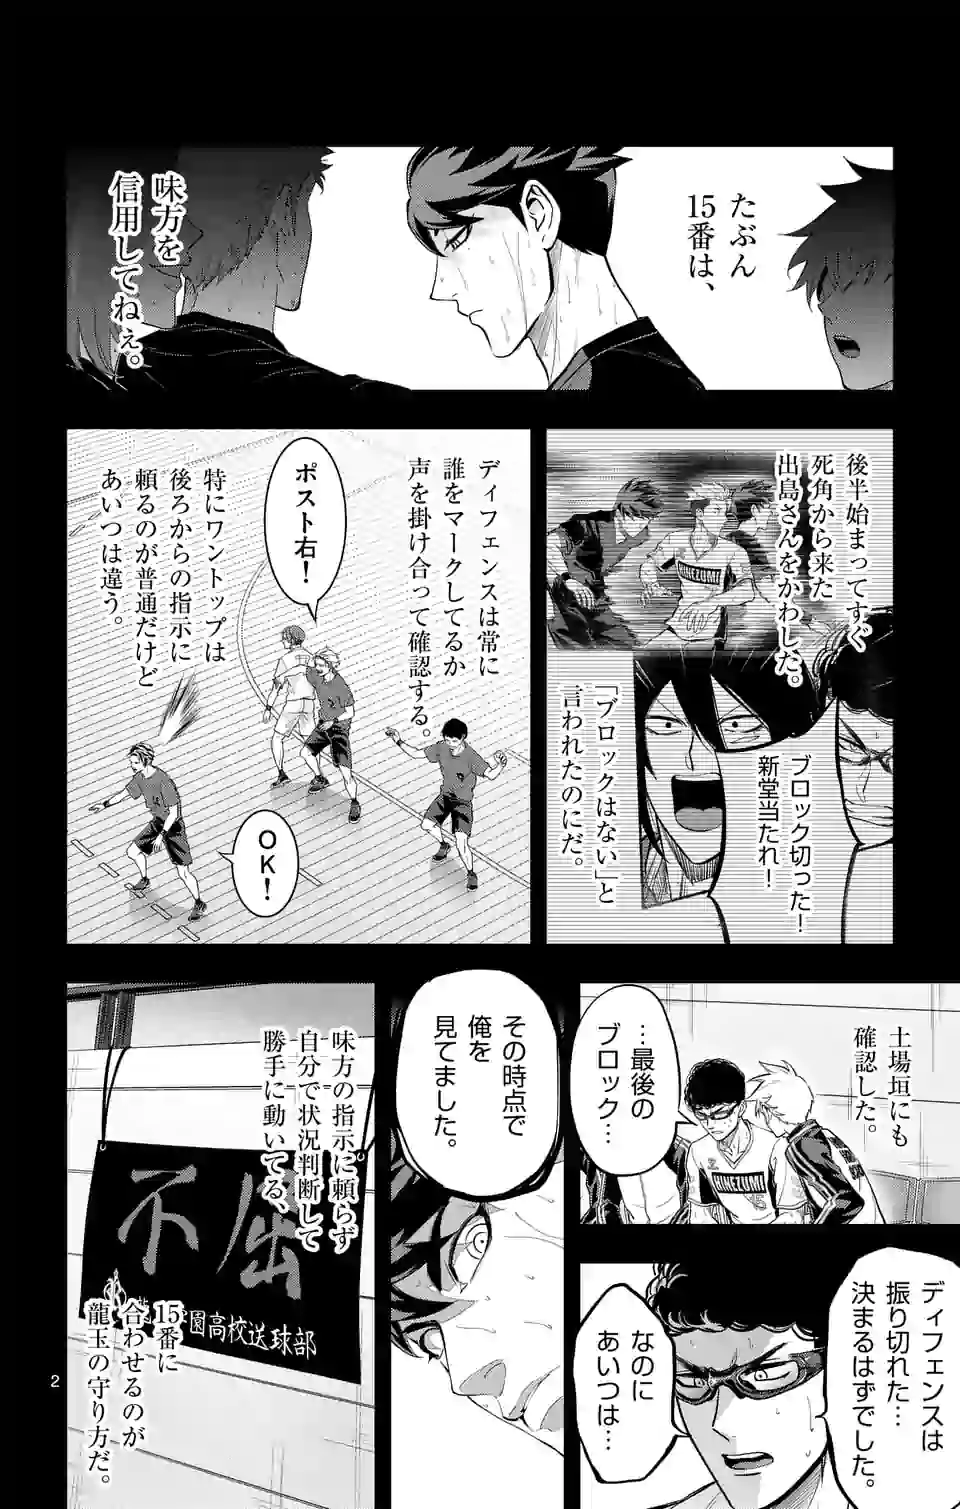 たぶん
15番は、
味方を
信用してねぇ。
後半始まってすぐ
死角から来た
出島さんをかわした。
HINEZUMI
ブロック切った！
新堂当たれ！
「ブロックはない」と
言われたのにだ。
ディフェンスは常に
誰をマークしてるか
声を掛け合って確認する。
ポスト右！
特にワントップは
後ろからの指示に
頼るのが普通だけど
あいつは違う。
OK！
土場垣にも
確認した。
…最後の
ブロック…
HINEZUMI
ディフェンスは
振り切れた…
決まるはずでした。
なのに
あいつは…
その時点で
俺を
見てました。
味方の指示に頼らず
自分で状況判断して
勝手に動いてる、
不屈
園高校送球部
15番に
合わせるのが
龍玉の守り方だ。
2